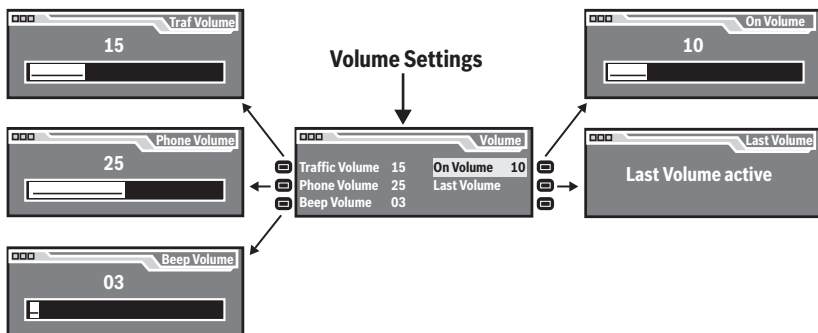 Traf Volume
15
Phone Volume
25
Beep Volume
03
Volume Settings
Volume
Traffic Volume 15 On Volume 10
Phone Volume 25 Last Volume
Beep Volume 03
On Volume
10
Last Volume
Last Volume active